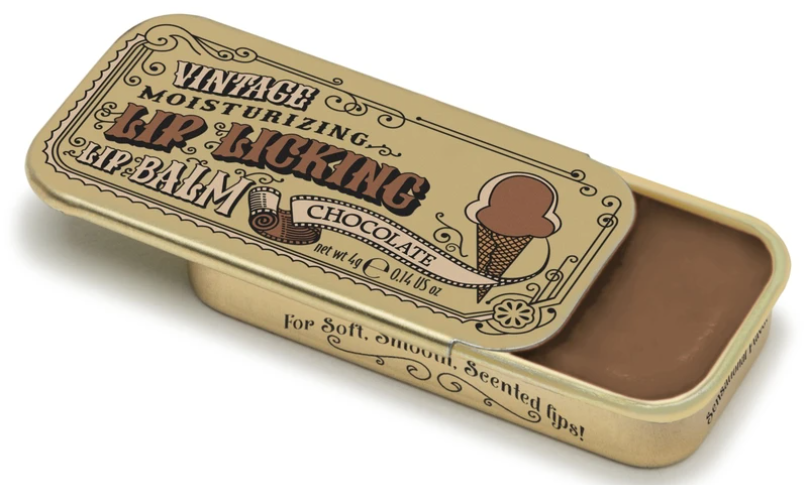 VINTAGE
MOISTURIZING
LIP LICKING
LIP BALM
CHOCOLATE
net wt 4g ℮ 0.14 US oz
For Soft, Smooth, Scented lips!
Sensational